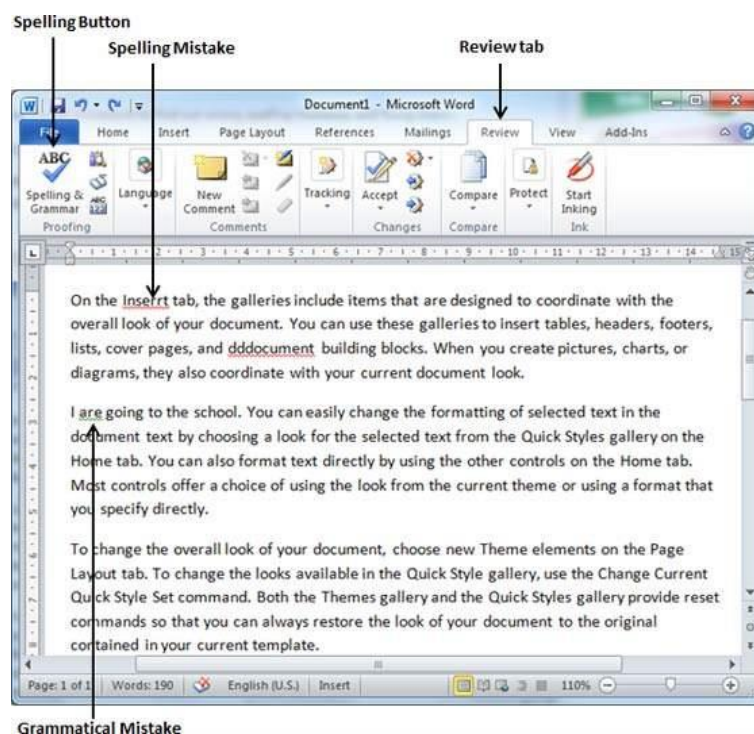 Spelling Button
Spelling Mistake
Review tab
Document1 - Microsoft Word
File Home Insert Page Layout References Mailings Review View Add-Ins
ABC
Spelling & Grammar
Language
New Comment
Tracking
Accept
Compare
Protect
Start Inking
Proofing Comments Changes Compare Ink
On the Inserrt tab, the galleries include items that are designed to coordinate with the
overall look of your document. You can use these galleries to insert tables, headers, footers,
lists, cover pages, and dddocument building blocks. When you create pictures, charts, or
diagrams, they also coordinate with your current document look.
I are going to the school. You can easily change the formatting of selected text in the
document text by choosing a look for the selected text from the Quick Styles gallery on the
Home tab. You can also format text directly by using the other controls on the Home tab.
Most controls offer a choice of using the look from the current theme or using a format that
you specify directly.
To change the overall look of your document, choose new Theme elements on the Page
Layout tab. To change the looks available in the Quick Style gallery, use the Change Current
Quick Style Set command. Both the Themes gallery and the Quick Styles gallery provide reset
commands so that you can always restore the look of your document to the original
contained in your current template.
Page: 1 of 1 Words: 190 English (U.S.) Insert 110%
Grammatical Mistake